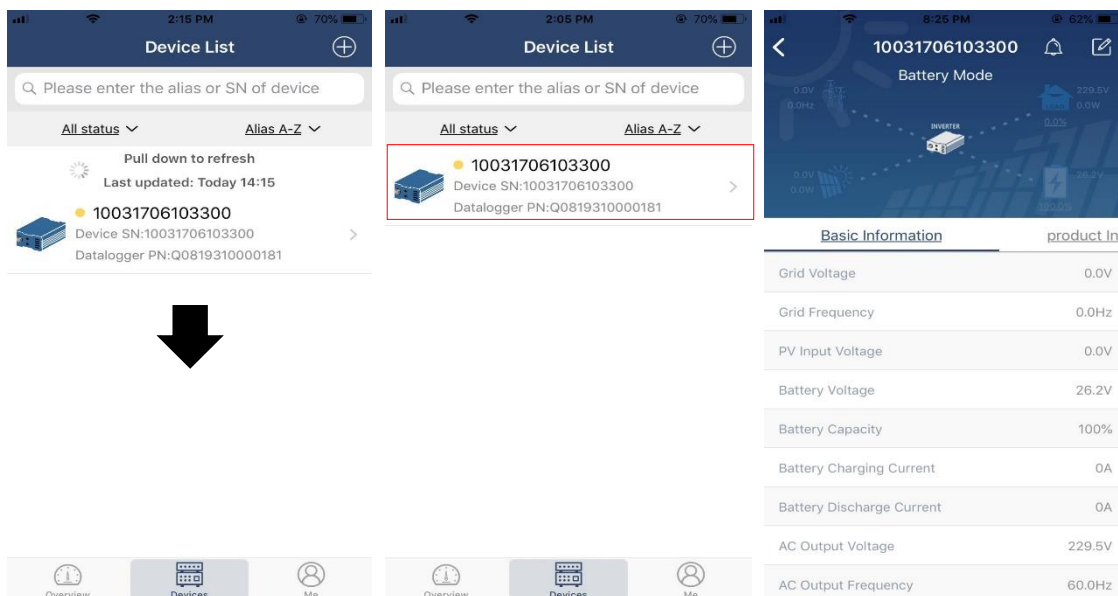 2:15 PM
70%
Device List
Please enter the alias or SN of device
All status
Alias A-Z
Pull down to refresh
Last updated: Today 14:15
10031706103300
Device SN:10031706103300
Datalogger PN:Q0819310000181
Overview
Devices
Me
2:05 PM
70%
Device List
Please enter the alias or SN of device
All status
Alias A-Z
10031706103300
Device SN:10031706103300
Datalogger PN:Q0819310000181
Overview
Devices
Me
8:25 PM
62%
10031706103300
Battery Mode
0.0V
0.0Hz
229.5V
0.0W
0.0%
INVERTER
0.0V
0.0W
26.2V
100.0%
Basic Information
product In
Grid Voltage
0.0V
Grid Frequency
0.0Hz
PV Input Voltage
0.0V
Battery Voltage
26.2V
Battery Capacity
100%
Battery Charging Current
0A
Battery Discharge Current
0A
AC Output Voltage
229.5V
AC Output Frequency
60.0Hz